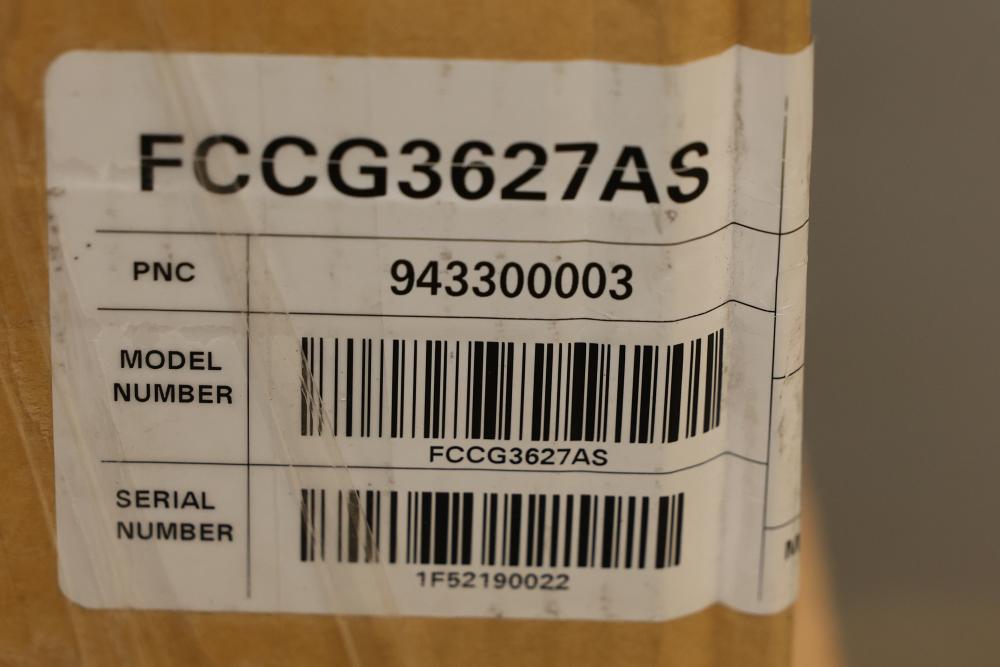 FCCG3627AS
PNC
943300003
MODEL
NUMBER
FCCG3627AS
SERIAL
NUMBER
1F52190022